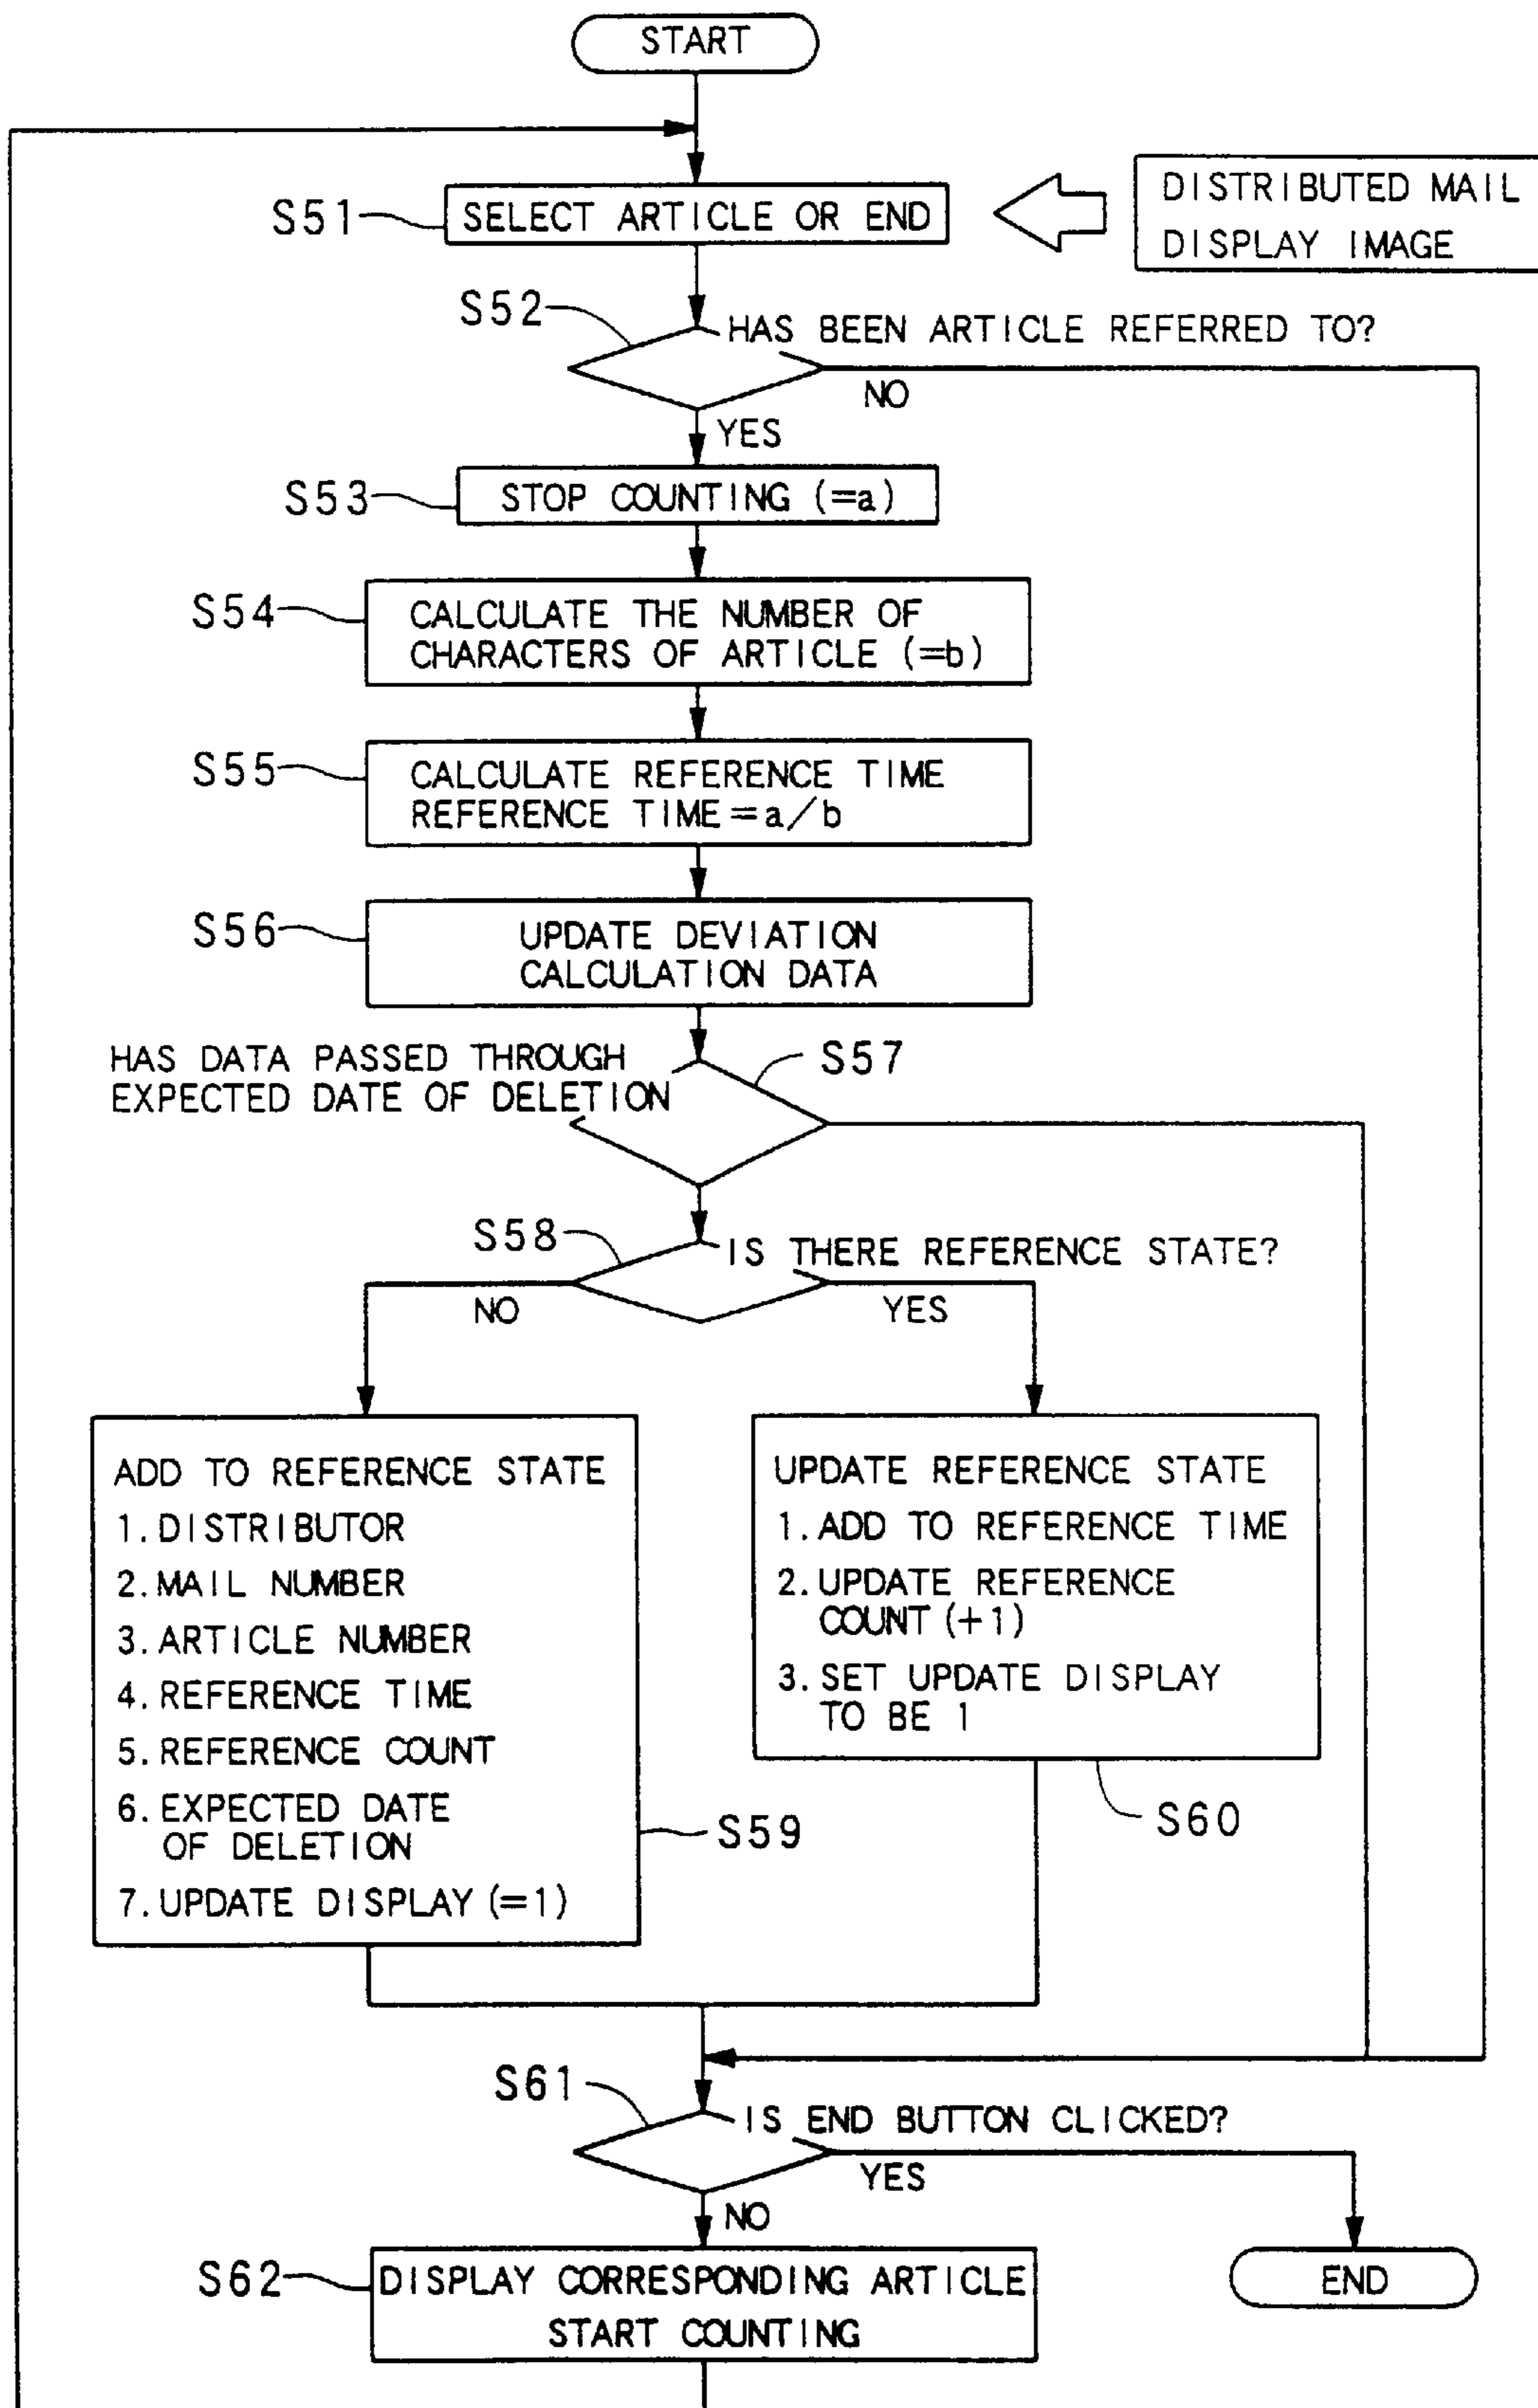 START
S51
SELECT ARTICLE OR END
DISTRIBUTED MAIL
DISPLAY IMAGE
S52
HAS BEEN ARTICLE REFERRED TO?
NO
YES
S53
STOP COUNTING (=a)
S54
CALCULATE THE NUMBER OF
CHARACTERS OF ARTICLE (=b)
S55
CALCULATE REFERENCE TIME
REFERENCE TIME=a/b
S56
UPDATE DEVIATION
CALCULATION DATA
HAS DATA PASSED THROUGH
EXPECTED DATE OF DELETION
S57
S58
IS THERE REFERENCE STATE?
NO
YES
ADD TO REFERENCE STATE
1. DISTRIBUTOR
2. MAIL NUMBER
3. ARTICLE NUMBER
4. REFERENCE TIME
5. REFERENCE COUNT
6. EXPECTED DATE
OF DELETION
7. UPDATE DISPLAY (=1)
S59
UPDATE REFERENCE STATE
1. ADD TO REFERENCE TIME
2. UPDATE REFERENCE
COUNT (+1)
3. SET UPDATE DISPLAY
TO BE 1
S60
S61
IS END BUTTON CLICKED?
YES
NO
S62
DISPLAY CORRESPONDING ARTICLE
START COUNTING
END